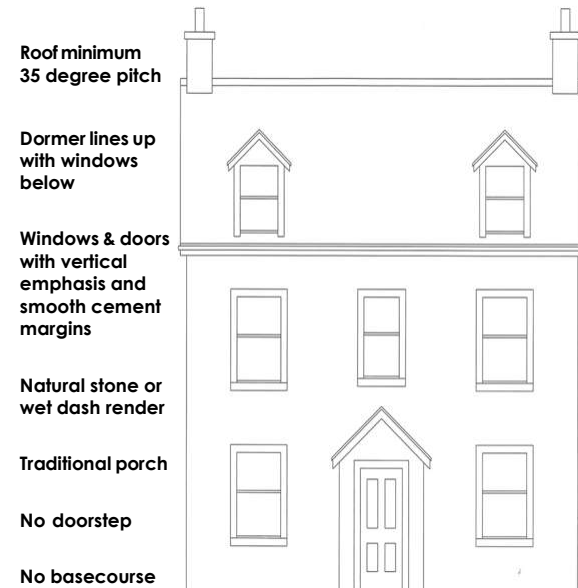 Roof minimum
35 degree pitch
Dormer lines up
with windows
below
Windows & doors
with vertical
emphasis and
smooth cement
margins
Natural stone or
wet dash render
Traditional porch
No doorstep
No basecourse